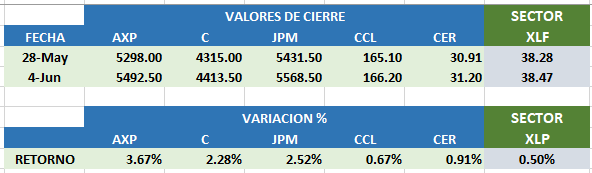 VALORES DE CIERRE SECTOR
FECHA AXP C JPM CCL CER XLF
28-May 5298.00 4315.00 5431.50 165.10 30.91 38.28
4-Jun 5492.50 4413.50 5568.50 166.20 31.20 38.47
VARIACION % SECTOR
AXP C JPM CCL CER XLP
RETORNO 3.67% 2.28% 2.52% 0.67% 0.91% 0.50%